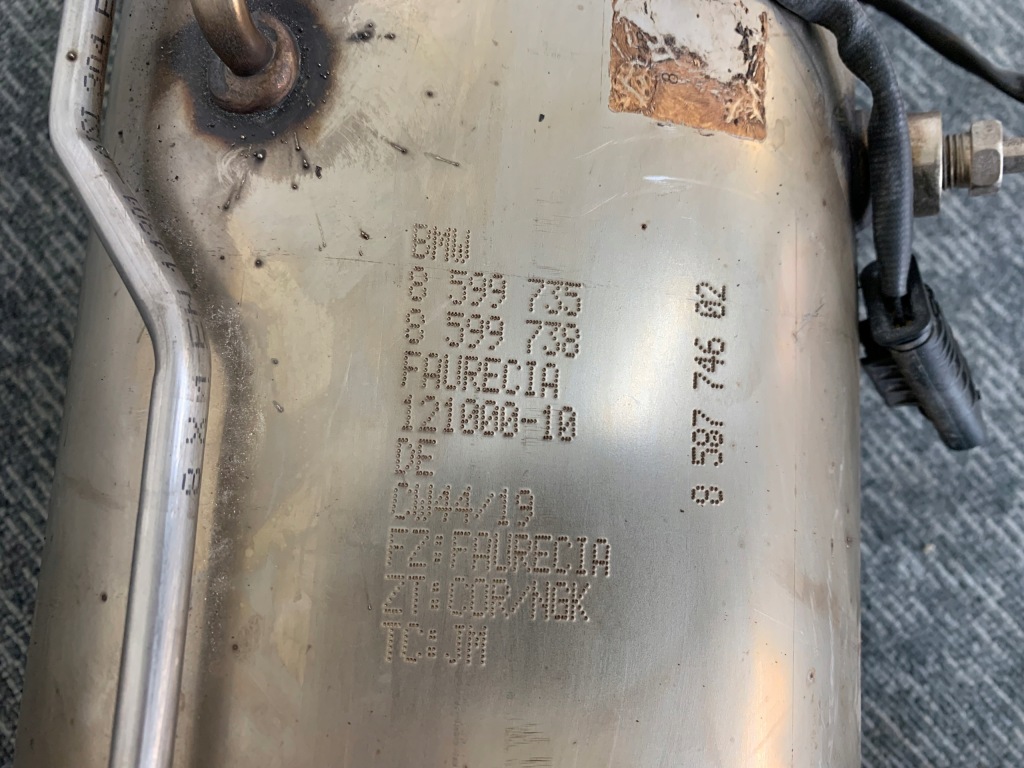 BMW
8 599 735
8 599 738
FAURECIA
121000-10
DE
CW44/19
FZ:FAURECIA
ZT:COR/NGK
TC:JM
8 587 746 02